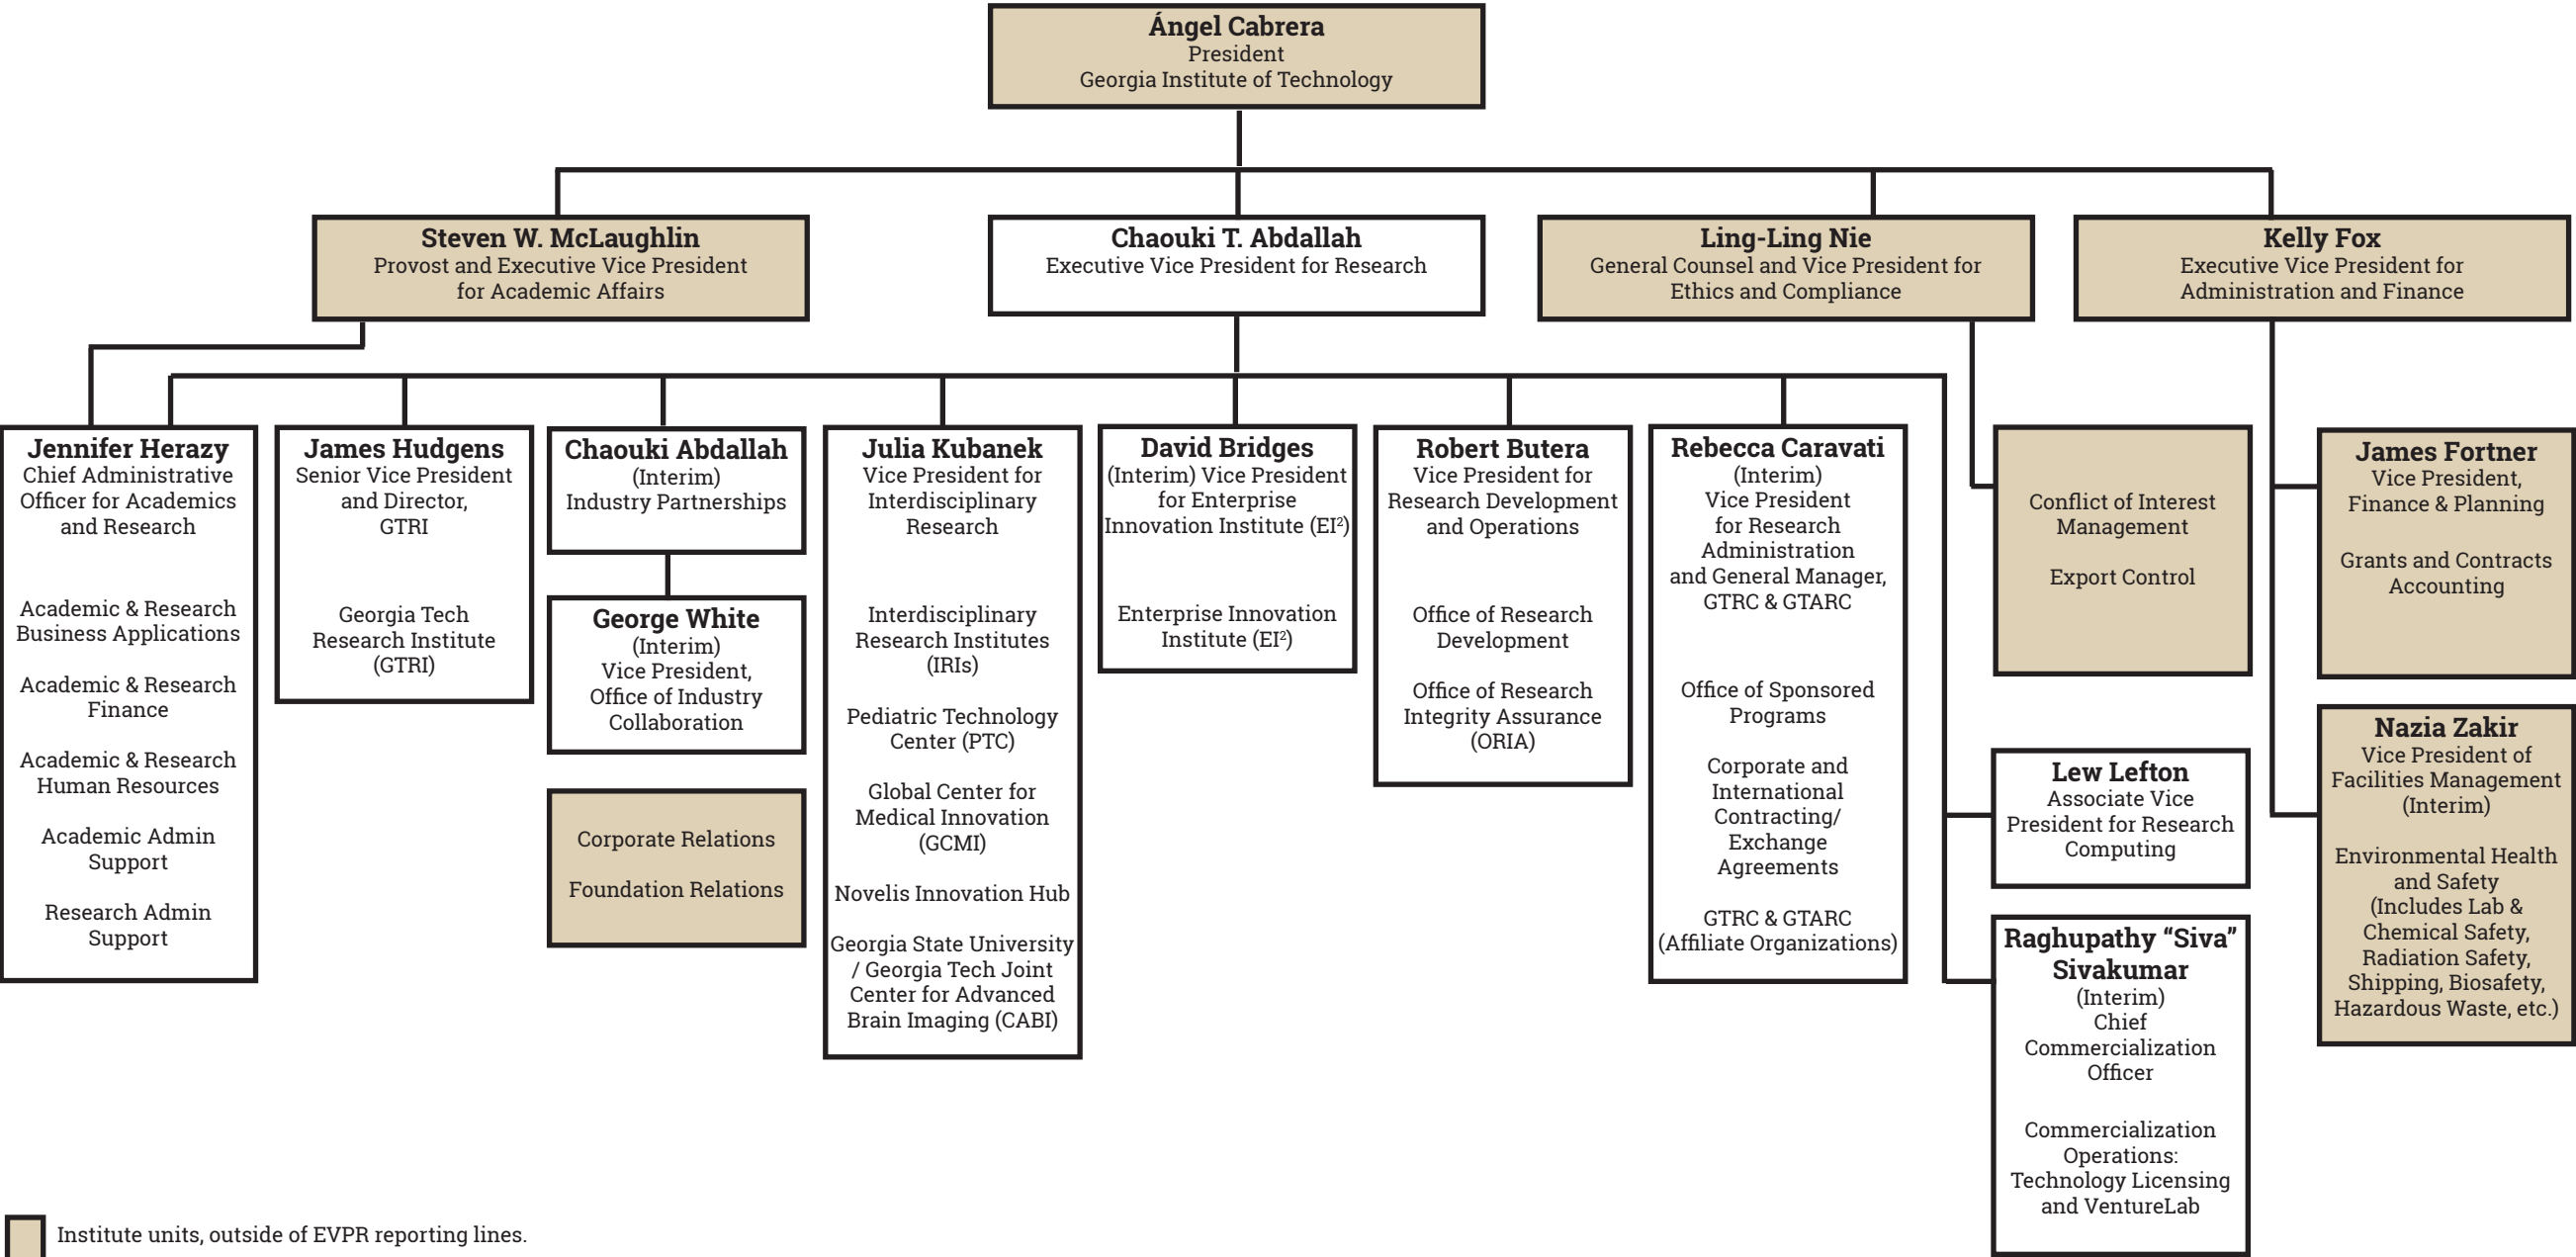 Ángel Cabrera
President
Georgia Institute of Technology
Steven W. McLaughlin
Provost and Executive Vice President
for Academic Affairs
Chaouki T. Abdallah
Executive Vice President for Research
Ling-Ling Nie
General Counsel and Vice President for
Ethics and Compliance
Kelly Fox
Executive Vice President for
Administration and Finance
Jennifer Herazy
Chief Administrative
Officer for Academics
and Research
Academic & Research
Business Applications
Academic & Research
Finance
Academic & Research
Human Resources
Academic Admin
Support
Research Admin
Support
James Hudgens
Senior Vice President
and Director,
GTRI
Georgia Tech
Research Institute
(GTRI)
Chaouki Abdallah
(Interim)
Industry Partnerships
George White
(Interim)
Vice President,
Office of Industry
Collaboration
Corporate Relations
Foundation Relations
Julia Kubanek
Vice President for
Interdisciplinary
Research
Interdisciplinary
Research Institutes
(IRIs)
Pediatric Technology
Center (PTC)
Global Center for
Medical Innovation
(GCMI)
Novelis Innovation Hub
Georgia State University
/ Georgia Tech Joint
Center for Advanced
Brain Imaging (CABI)
David Bridges
(Interim) Vice President
for Enterprise
Innovation Institute (EI²)
Enterprise Innovation
Institute (EI²)
Robert Butera
Vice President for
Research Development
and Operations
Office of Research
Development
Office of Research
Integrity Assurance
(ORIA)
Rebecca Caravati
(Interim)
Vice President
for Research
Administration
and General Manager,
GTRC & GTARC
Office of Sponsored
Programs
Corporate and
International
Contracting/
Exchange
Agreements
GTRC & GTARC
(Affiliate Organizations)
Conflict of Interest
Management
Export Control
Lew Lefton
Associate Vice
President for Research
Computing
Raghupathy “Siva”
Sivakumar
(Interim)
Chief
Commercialization
Officer
Commercialization
Operations:
Technology Licensing
and VentureLab
James Fortner
Vice President,
Finance & Planning
Grants and Contracts
Accounting
Nazia Zakir
Vice President of
Facilities Management
(Interim)
Environmental Health
and Safety
(Includes Lab &
Chemical Safety,
Radiation Safety,
Shipping, Biosafety,
Hazardous Waste, etc.)
Institute units, outside of EVPR reporting lines.